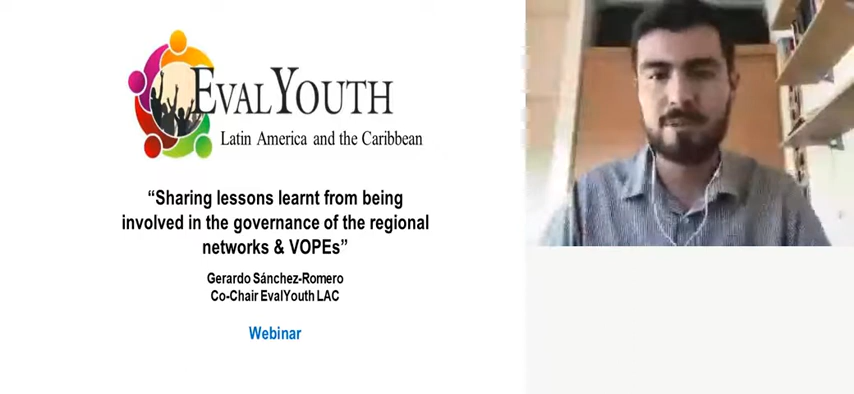 EVALYOUTH
Latin America and the Caribbean
“Sharing lessons learnt from being
involved in the governance of the regional
networks & VOPEs”
Gerardo Sánchez-Romero
Co-Chair EvalYouth LAC
Webinar